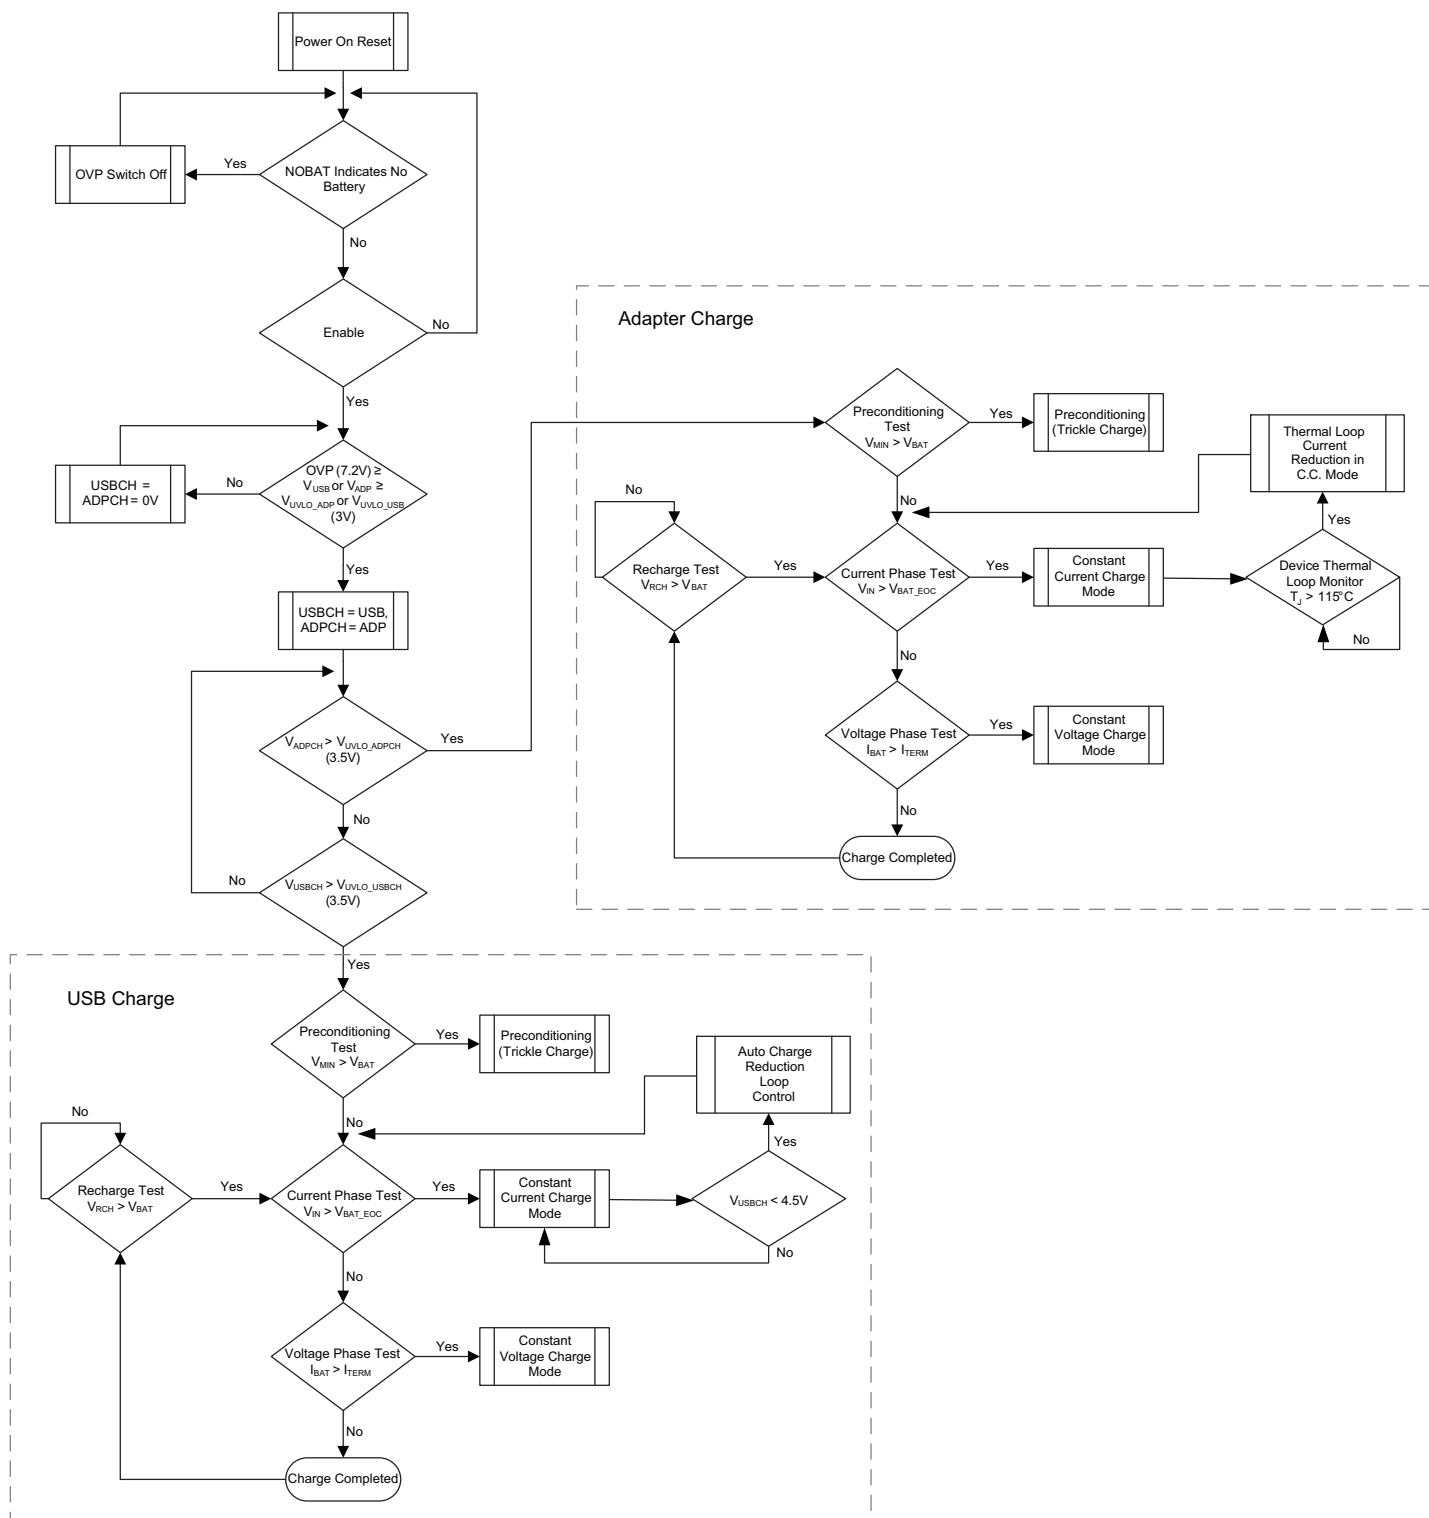 Power On Reset
NOBAT Indicates No
Battery
Yes
OVP Switch Off
No
Enable
No
Yes
OVP (7.2V) ≥
VUSB or VADP ≥
VUVLO_ADP or VUVLO_USB
(3V)
No
USBCH =
ADPCH = 0V
Yes
USBCH = USB,
ADPCH = ADP
VADPCH > VUVLO_ADPCH
(3.5V)
Yes
No
VUSBCH > VUVLO_USBCH
(3.5V)
No
Yes
Adapter Charge
Preconditioning
Test
VMIN > VBAT
Yes
Preconditioning
(Trickle Charge)
No
Thermal Loop
Current
Reduction in
C.C. Mode
Yes
No
Recharge Test
VRCH > VBAT
Yes
Current Phase Test
VIN > VBAT_EOC
Yes
Constant
Current Charge
Mode
Device Thermal
Loop Monitor
TJ > 115°C
No
No
Voltage Phase Test
IBAT > ITERM
Yes
Constant
Voltage Charge
Mode
No
Charge Completed
USB Charge
Preconditioning
Test
VMIN > VBAT
Yes
Preconditioning
(Trickle Charge)
No
Auto Charge
Reduction
Loop
Control
Yes
No
Recharge Test
VRCH > VBAT
Yes
Current Phase Test
VIN > VBAT_EOC
Yes
Constant
Current Charge
Mode
VUSBCH < 4.5V
No
No
Voltage Phase Test
IBAT > ITERM
Yes
Constant
Voltage Charge
Mode
No
Charge Completed